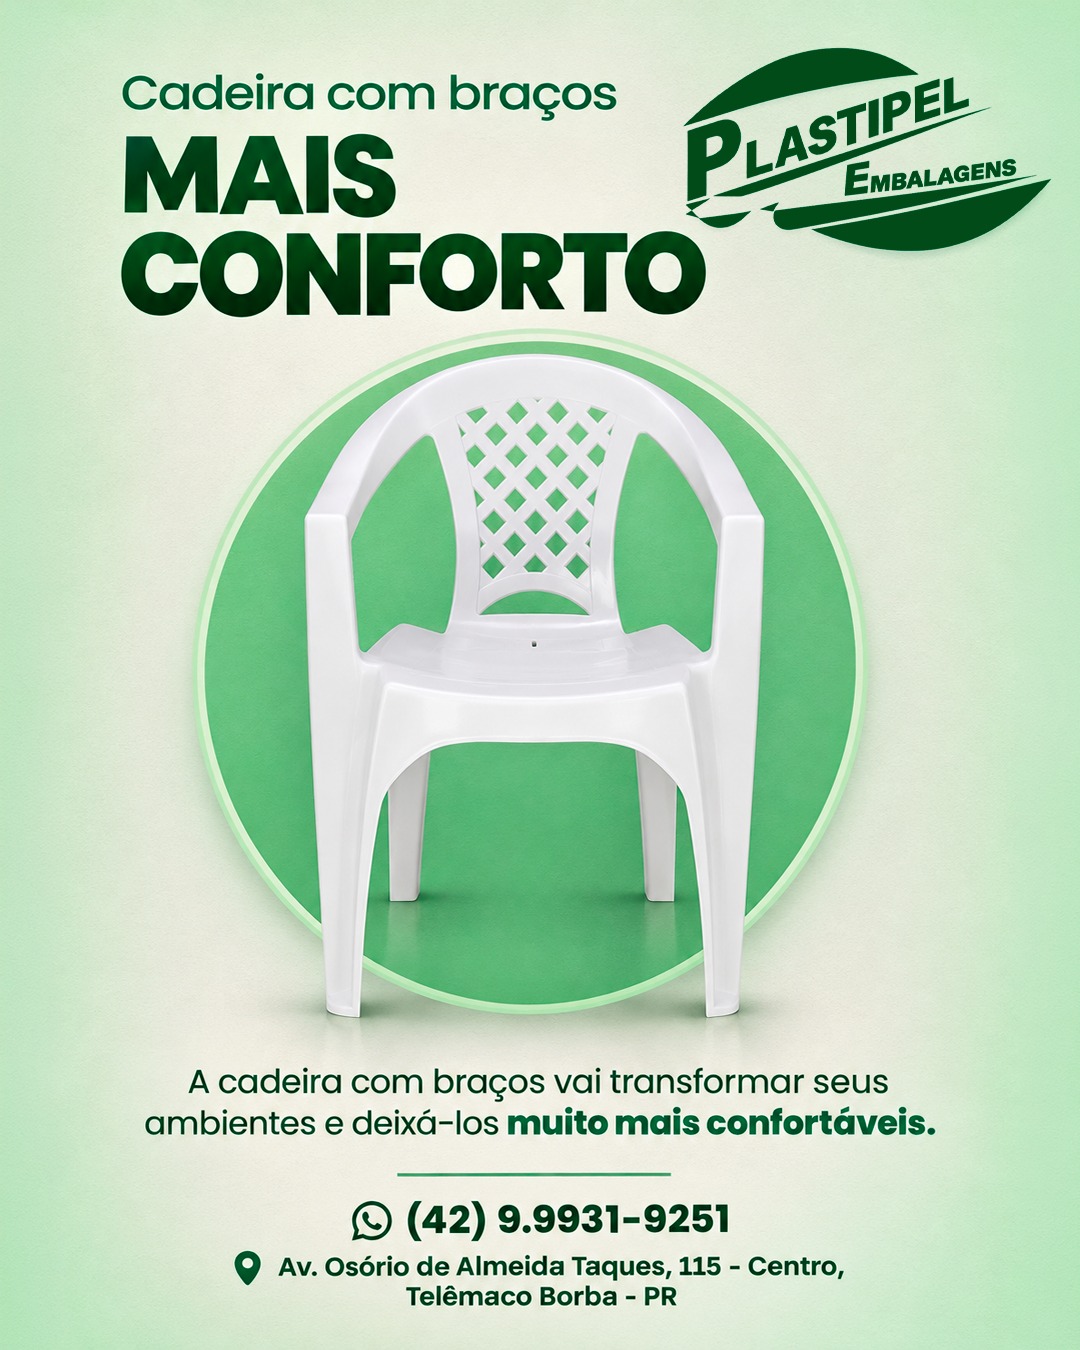 Cadeira com braços
MAIS
CONFORTO
PLASTIPEL
EMBALAGENS
A cadeira com braços vai transformar seus
ambientes e deixá-los muito mais confortáveis.
(42) 9.9931-9251
Av. Osório de Almeida Taques, 115 - Centro,
Telêmaco Borba - PR